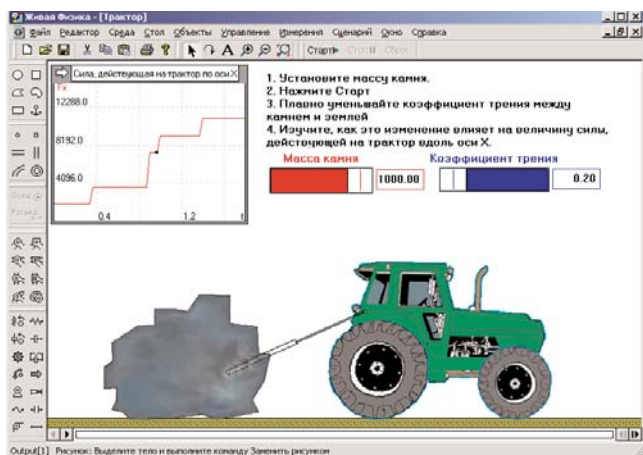 Живая Физика - [Трактор]
Файл Редактор Среда Стол Объекты Управление Измерения Сценарий Окно Справка
A ? Старт Стоп Сброс
Сила, действующая на трактор по оси X
Fx
12288.0
8192.0
4096.0
0.4 1.2 t
1. Установите массу камня.
2. Нажмите Старт
3. Плавно уменьшайте коэффициент трения между
камнем и землей
4. Изучите, как это изменение влияет на величину силы,
действующей на трактор вдоль оси X.
Масса камня Коэффициент трения
1000.00 0.20
Output[1] Рисунок: Выделите тело и выполните команду Заменить рисунком